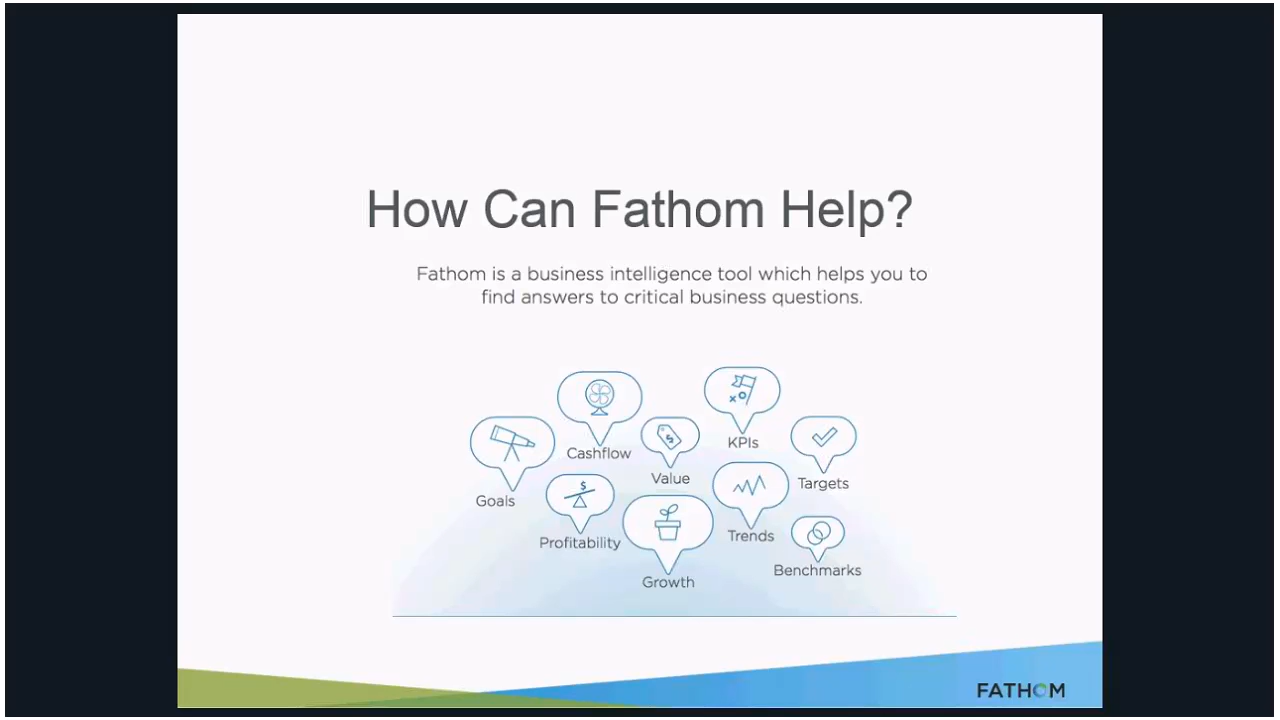 How Can Fathom Help?
Fathom is a business intelligence tool which helps you to
find answers to critical business questions.
KPIs
Cashflow
Value
Targets
Goals
Profitability
Trends
Benchmarks
Growth
FATHOM